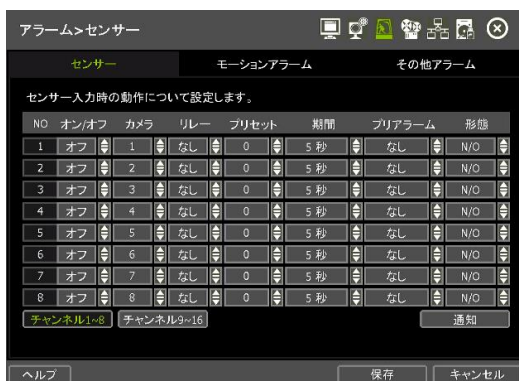 アラーム>センサー
センサー モーションアラーム その他アラーム
センサー入力時の動作について設定します。
NO オン/オフ カメラ リレー プリセット 期間 プリアラーム 形態
1 オフ 1 なし 0 5 秒 なし N/O
2 オフ 2 なし 0 5 秒 なし N/O
3 オフ 3 なし 0 5 秒 なし N/O
4 オフ 4 なし 0 5 秒 なし N/O
5 オフ 5 なし 0 5 秒 なし N/O
6 オフ 6 なし 0 5 秒 なし N/O
7 オフ 7 なし 0 5 秒 なし N/O
8 オフ 8 なし 0 5 秒 なし N/O
チャンネル1~8 チャンネル9~16 通知
ヘルプ 保存 キャンセル